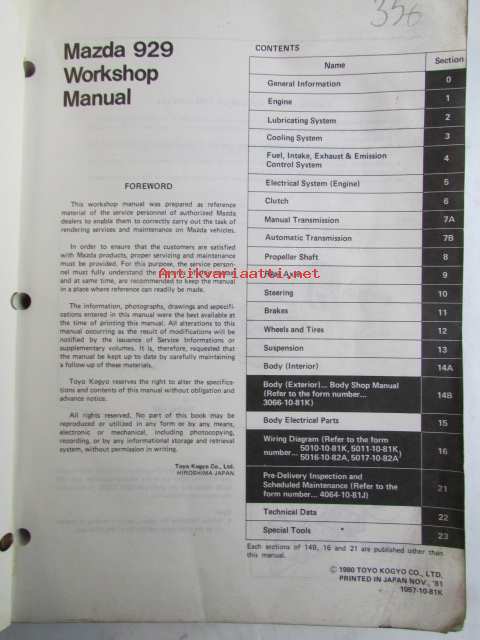 356
Mazda 929
Workshop
Manual
FOREWORD
This workshop manual was prepared as reference
material of the service personnel of authorized Mazda
dealers to enable them to correctly carry out the task of
rendering services and maintenance on Mazda vehicles.
In order to ensure that the customers are satisfied
with Mazda products, proper servicing and maintenance
must be provided. For this purpose, the service person-
nel must fully understand the
and at same time, are recommended to keep the manual
in a place where reference can readily be made.
The information, photographs, drawings and sepcifi-
cations entered in this manual were the best available at
the time of printing this manual. All alterations to this
manual occurring as the result of modifications will be
notified by the issuance of Service Informations or
supplementary volumes. It is, therefore, requested that
the manual be kept up to date by carefully maintaining
a follow-up of these materials.
Toyo Kogyo reserves the right to alter the specifica-
tions and contents of this manual without obligation and
advance notice.
All rights reserved. No part of this book may be
reproduced or utilized in any form or by any means,
electronic or mechanical, including photocopying,
recording, or by any informational storage and retrieval
system, without permission in writing.
Toyo Kogyo Co., Ltd.
HIROSHIMA JAPAN
CONTENTS
Name Section
General Information 0
Engine 1
Lubricating System 2
Cooling System 3
Fuel, Intake, Exhaust & Emission
Control System 4
Electrical System (Engine) 5
Clutch 6
Manual Transmission 7A
Automatic Transmission 7B
Propeller Shaft 8
Rear Axle 9
Steering 10
Brakes 11
Wheels and Tires 12
Suspension 13
Body (Interior) 14A
Body (Exterior)... Body Shop Manual
(Refer to the form number...
3066-10-81K) 14B
Body Electrical Parts 15
Wiring Diagram (Refer to the form
number... 5010-10-81K, 5011-10-81K
5016-10-82A, 5017-10-82A) 16
Pre-Delivery Inspection and
Scheduled Maintenance (Refer to the
form number... 4064-10-81J) 21
Technical Data 22
Special Tools 23
Each sections of 14B, 16 and 21 are published other than
this manual.
© 1980 TOYO KOGYO CO., LTD.
PRINTED IN JAPAN NOV., '81
1957-10-81K
Antikvariaatti.net